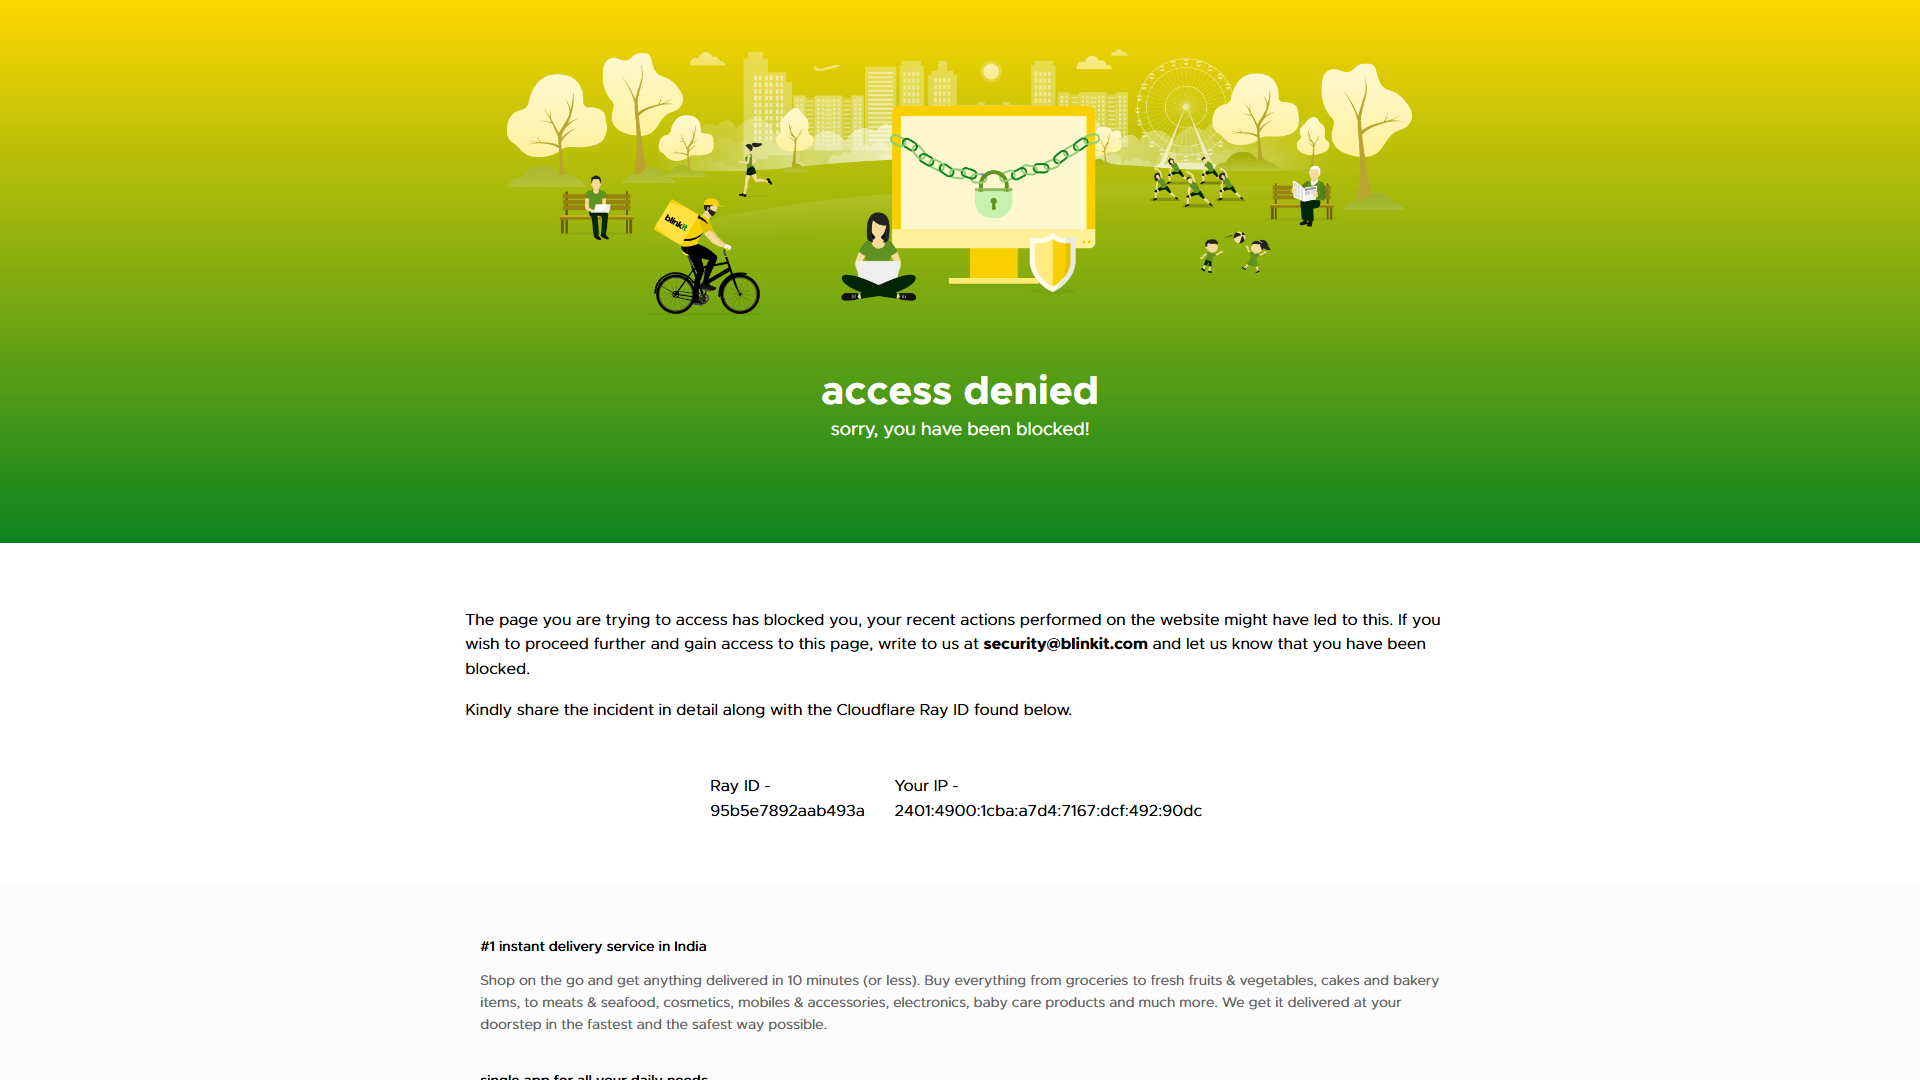 blinkit
access denied
sorry, you have been blocked!
The page you are trying to access has blocked you, your recent actions performed on the website might have led to this. If you
wish to proceed further and gain access to this page, write to us at security@blinkit.com and let us know that you have been
blocked.
Kindly share the incident in detail along with the Cloudflare Ray ID found below.
Ray ID -
95b5e7892aab493a
Your IP -
2401:4900:1cba:a7d4:7167:dcf:492:90dc
#1 instant delivery service in India
Shop on the go and get anything delivered in 10 minutes (or less). Buy everything from groceries to fresh fruits & vegetables, cakes and bakery
items, to meats & seafood, cosmetics, mobiles & accessories, electronics, baby care products and much more. We get it delivered at your
doorstep in the fastest and the safest way possible.
single app for all your daily needs